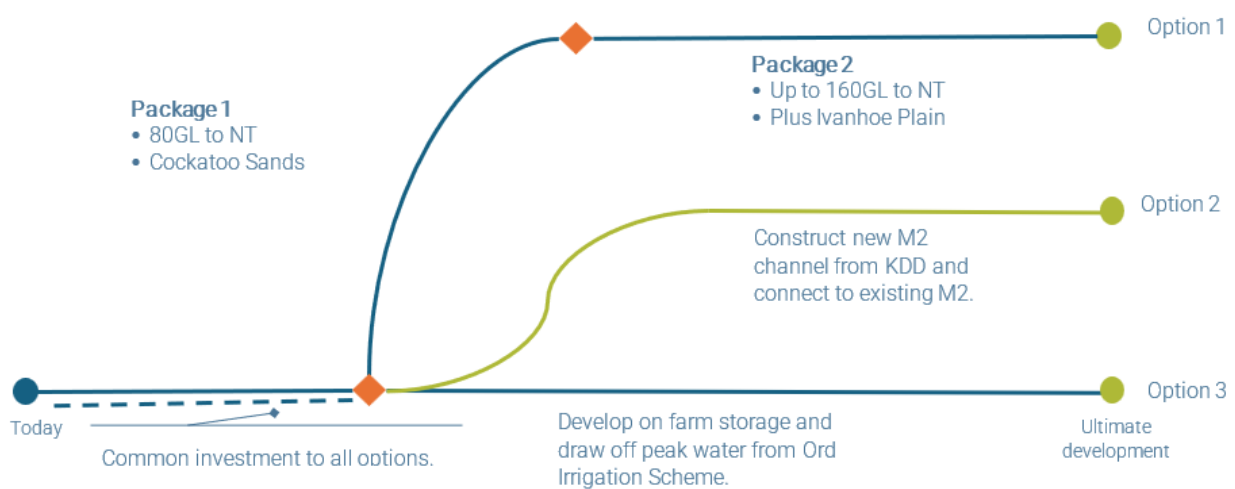 Option 1
Package 2
• Up to 160GL to NT
• Plus Ivanhoe Plain
Package 1
• 80GL to NT
• Cockatoo Sands
Option 2
Construct new M2
channel from KDD and
connect to existing M2.
Option 3
Today
Common investment to all options.
Develop on farm storage and
draw off peak water from Ord
Irrigation Scheme.
Ultimate
development